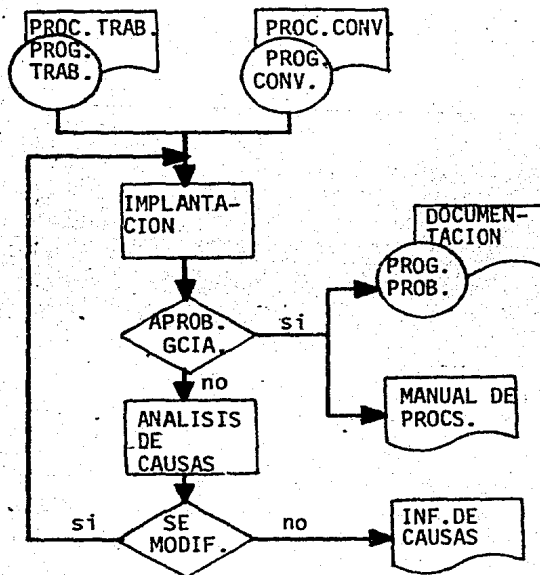 PROC.TRAB.
PROG.
TRAB.
PROC.CONV.
PROG.
CONV.
IMPLANTA-
CION
DOCUMEN-
TACION
PROG.
PROB.
APROB.
GCIA.
si
no
MANUAL DE
PROCS.
ANALISIS
DE
CAUSAS
si
SE
MODIF.
no
INF.DE
CAUSAS